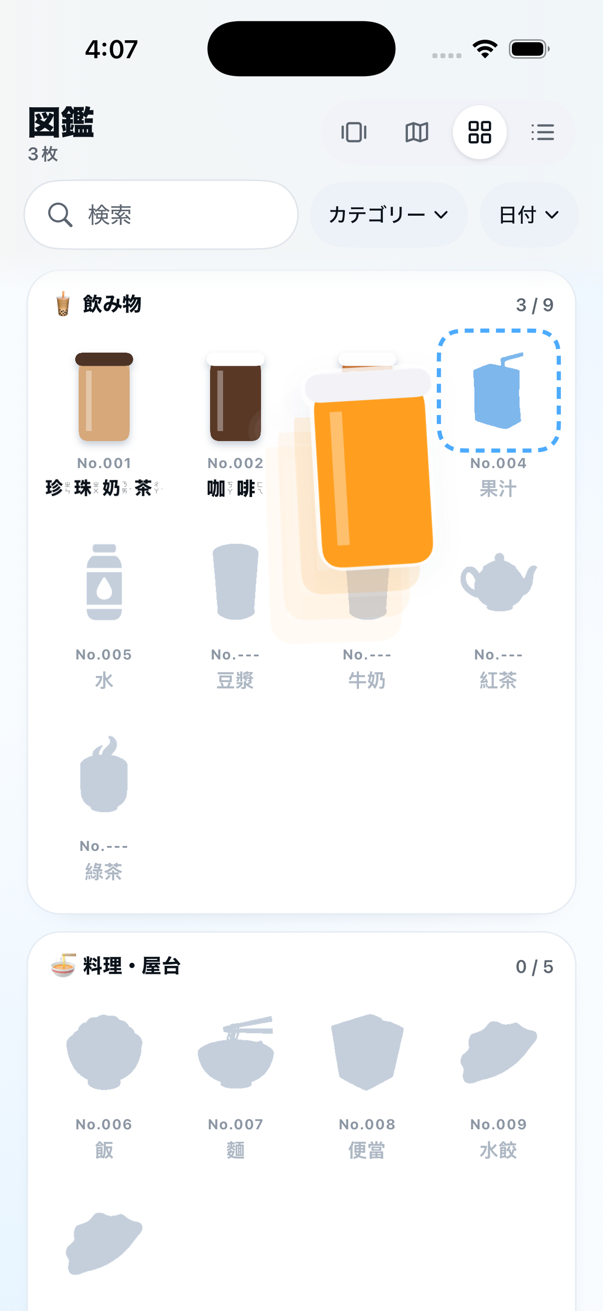 4:07
図鑑
3枚
検索
カテゴリー
日付
飲み物
3 / 9
No.001
No.002
No.004
珍珠奶茶
咖啡
果汁
No.005
No.---
No.---
No.---
水
豆漿
牛奶
紅茶
No.---
綠茶
料理・屋台
0 / 5
No.006
No.007
No.008
No.009
飯
麵
便當
水餃